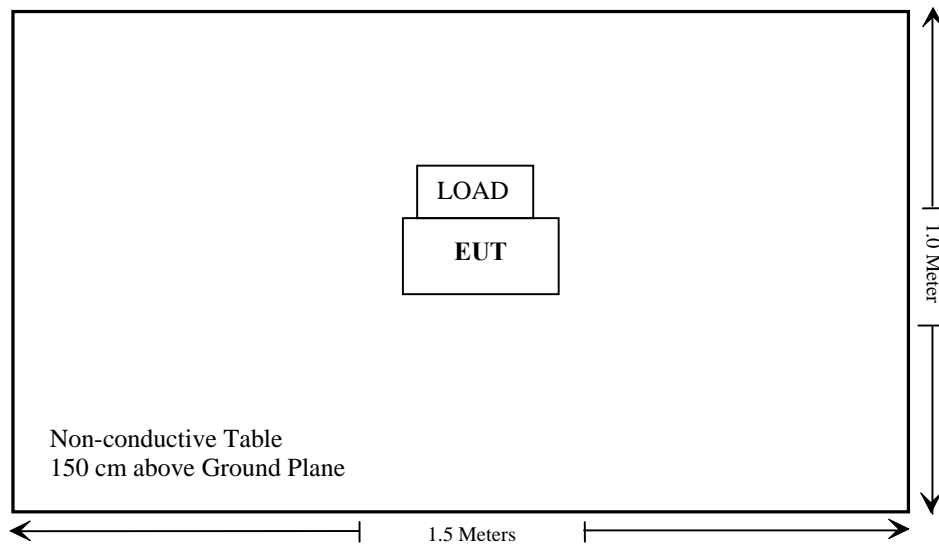 LOAD
EUT
1.0 Meter
Non-conductive Table
150 cm above Ground Plane
1.5 Meters